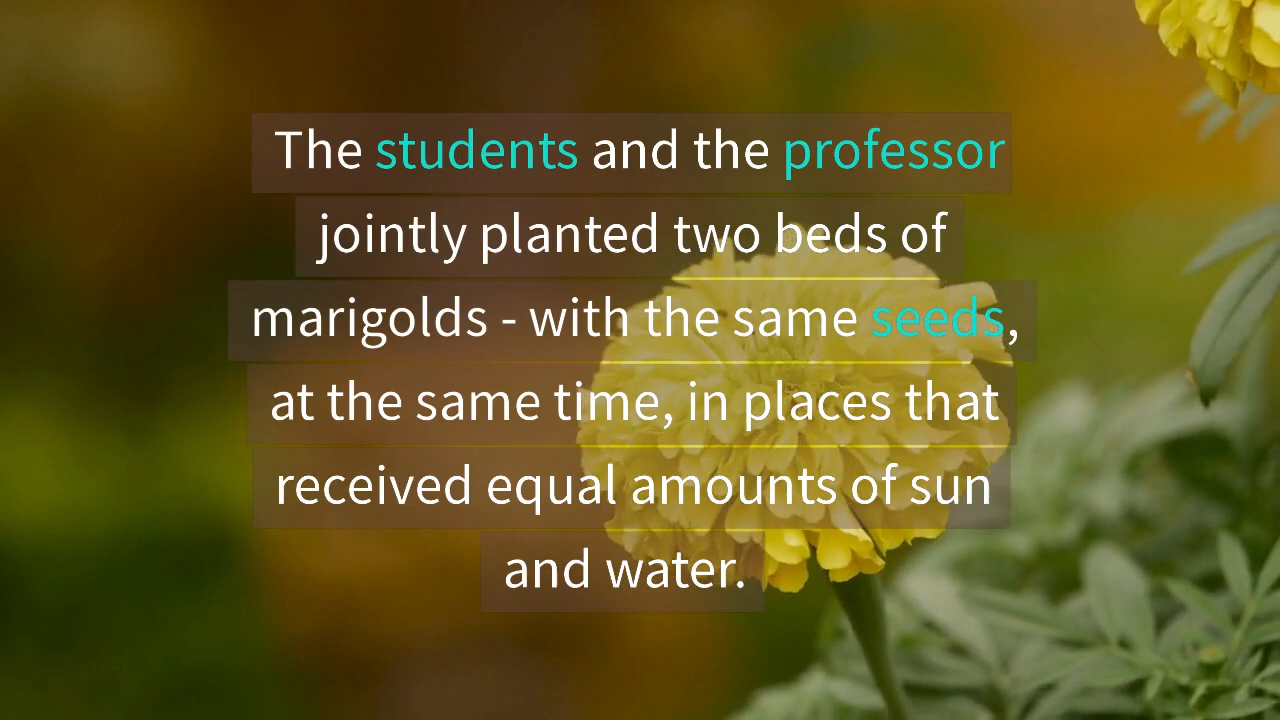 The students and the professor
jointly planted two beds of
marigolds - with the same seeds,
at the same time, in places that
received equal amounts of sun
and water.